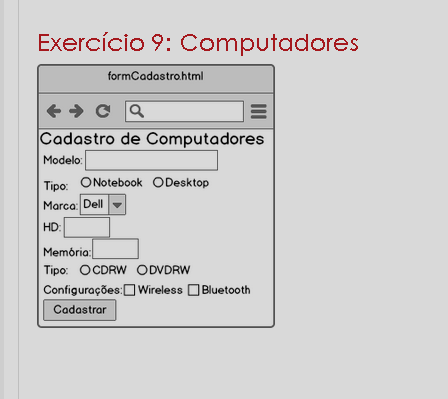 Exercício 9: Computadores
formCadastro.html
Cadastro de Computadores
Modelo:
Tipo: Notebook Desktop
Marca: Dell
HD:
Memória:
Tipo: CDRW DVDRW
Configurações: Wireless Bluetooth
Cadastrar